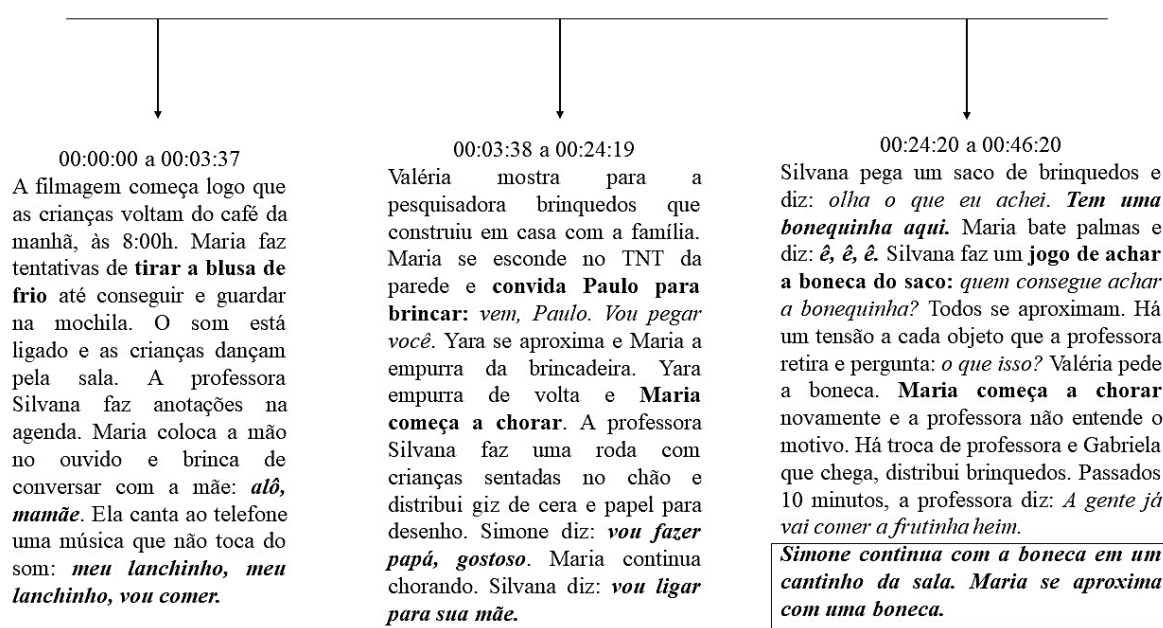 00:00:00 a 00:03:37
A filmagem começa logo que
as crianças voltam do café da
manhã, às 8:00h. Maria faz
tentativas de tirar a blusa de
frio até conseguir e guardar
na mochila. O som está
ligado e as crianças dançam
pela sala. A professora
Silvana faz anotações na
agenda. Maria coloca a mão
no ouvido e brinca de
conversar com a mãe: alô,
mamãe. Ela canta ao telefone
uma música que não toca do
som: meu lanchinho, meu
lanchinho, vou comer.
00:03:38 a 00:24:19
Valéria mostra para a
pesquisadora brinquedos que
construiu em casa com a família.
Maria se esconde no TNT da
parede e convida Paulo para
brincar: vem, Paulo. Vou pegar
você. Yara se aproxima e Maria a
empurra da brincadeira. Yara
empurra de volta e Maria
começa a chorar. A professora
Silvana faz uma roda com
crianças sentadas no chão e
distribui giz de cera e papel para
desenho. Simone diz: vou fazer
papá, gostoso. Maria continua
chorando. Silvana diz: vou ligar
para sua mãe.
00:24:20 a 00:46:20
Silvana pega um saco de brinquedos e
diz: olha o que eu achei. Tem uma
bonequinha aqui. Maria bate palmas e
diz: ê, ê, ê. Silvana faz um jogo de achar
a boneca do saco: quem consegue achar
a bonequinha? Todos se aproximam. Há
um tensão a cada objeto que a professora
retira e pergunta: o que isso? Valéria pede
a boneca. Maria começa a chorar
novamente e a professora não entende o
motivo. Há troca de professora e Gabriela
que chega, distribui brinquedos. Passados
10 minutos, a professora diz: A gente já
vai comer a frutinha heim.
Simone continua com a boneca em um
cantinho da sala. Maria se aproxima
com uma boneca.